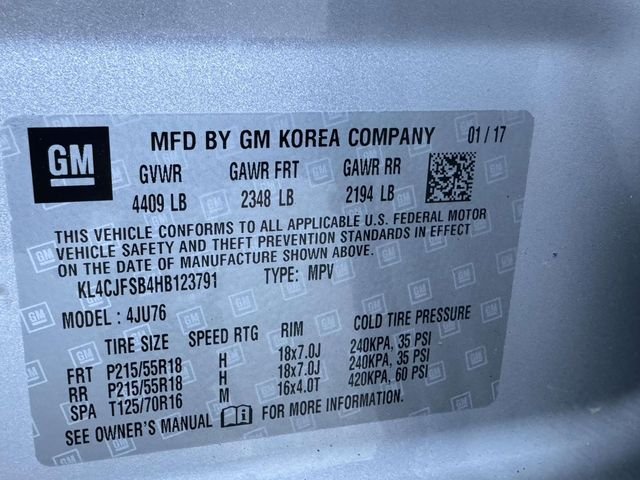 GM
MFD BY GM KOREA COMPANY 01 / 17
GVWR GAWR FRT GAWR RR
4409 LB 2348 LB 2194 LB
THIS VEHICLE CONFORMS TO ALL APPLICABLE U.S. FEDERAL MOTOR
VEHICLE SAFETY AND THEFT PREVENTION STANDARDS IN EFFECT
ON THE DATE OF MANUFACTURE SHOWN ABOVE.
KL4CJFSB4HB123791 TYPE: MPV
MODEL : 4JU76
TIRE SIZE SPEED RTG RIM COLD TIRE PRESSURE
FRT P215/55R18 H 18x7.0J 240KPA, 35 PSI
RR P215/55R18 H 18x7.0J 240KPA, 35 PSI
SPA T125/70R16 M 16x4.0T 420KPA, 60 PSI
SEE OWNER'S MANUAL FOR MORE INFORMATION.